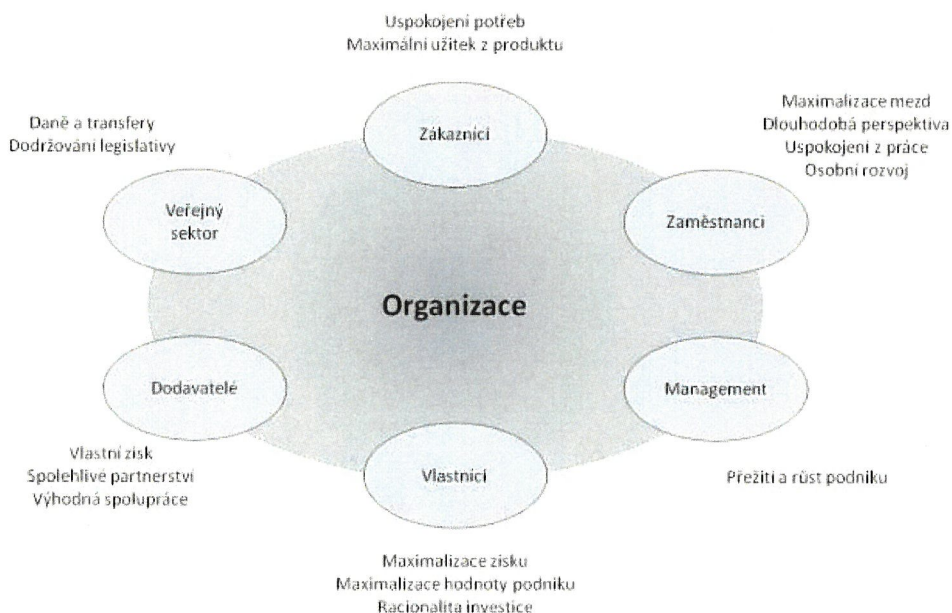 Uspokojení potřeb
Maximální užitek z produktu
Zákazníci
Maximalizace mezd
Dlouhodobá perspektiva
Uspokojení z práce
Osobní rozvoj
Zaměstnanci
Daně a transfery
Dodržování legislativy
Veřejný
sektor
Organizace
Dodavatelé
Vlastní zisk
Spolehlivé partnerství
Výhodná spolupráce
Management
Přežití a růst podniku
Vlastníci
Maximalizace zisku
Maximalizace hodnoty podniku
Racionalita investice